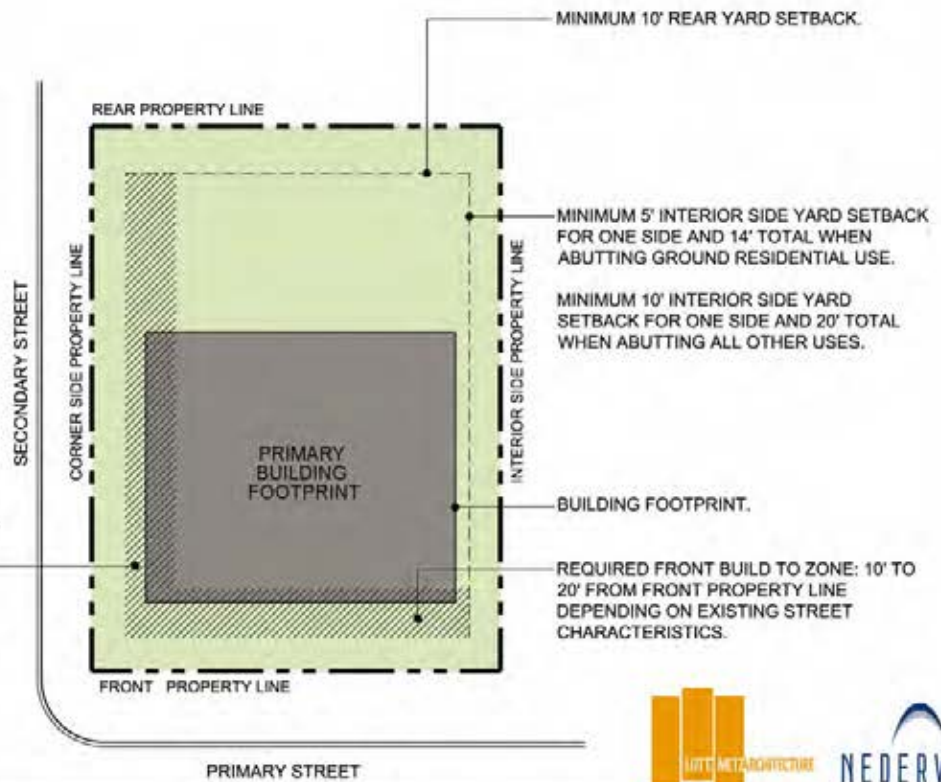 MINIMUM 10' REAR YARD SETBACK.
REAR PROPERTY LINE
MINIMUM 5' INTERIOR SIDE YARD SETBACK
FOR ONE SIDE AND 14' TOTAL WHEN
ABUTTING GROUND RESIDENTIAL USE.
MINIMUM 10' INTERIOR SIDE YARD
SETBACK FOR ONE SIDE AND 20' TOTAL
WHEN ABUTTING ALL OTHER USES.
SECONDARY STREET
CORNER SIDE PROPERTY LINE
INTERIOR SIDE PROPERTY LINE
PRIMARY
BUILDING
FOOTPRINT
BUILDING FOOTPRINT.
REQUIRED FRONT BUILD TO ZONE: 10' TO
20' FROM FRONT PROPERTY LINE
DEPENDING ON EXISTING STREET
CHARACTERISTICS.
FRONT PROPERTY LINE
PRIMARY STREET